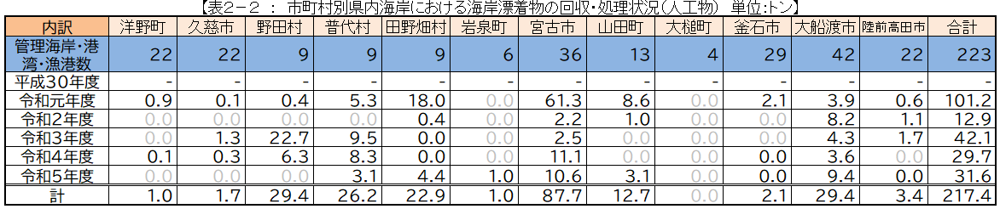 【表2-2 : 市町村別県内海岸における海岸漂着物の回収・処理状況(人工物) 単位:トン】
内訳 洋野町 久慈市 野田村 普代村 田野畑村 岩泉町 宮古市 山田町 大槌町 釜石市 大船渡市 陸前高田市 合計
管理海岸・港湾・漁港数 22 22 9 9 9 6 36 13 4 29 42 22 223
平成30年度 - - - - - - - - - - - - -
令和元年度 0.9 0.1 0.4 5.3 18.0 0.0 61.3 8.6 0.0 2.1 3.9 0.6 101.2
令和2年度 0.0 0.0 0.0 0.0 0.4 0.0 2.2 1.0 0.0 0.0 8.2 1.1 12.9
令和3年度 0.0 1.3 22.7 9.5 0.0 0.0 2.5 0.0 0.0 0.0 4.3 1.7 42.1
令和4年度 0.1 0.3 6.3 8.3 0.0 0.0 11.1 0.0 0.0 0.0 3.6 0.0 29.7
令和5年度 0.0 0.0 0.0 3.1 4.4 1.0 10.6 3.1 0.0 0.0 9.4 0.0 31.6
計 1.0 1.7 29.4 26.2 22.9 1.0 87.7 12.7 0.0 2.1 29.4 3.4 217.4